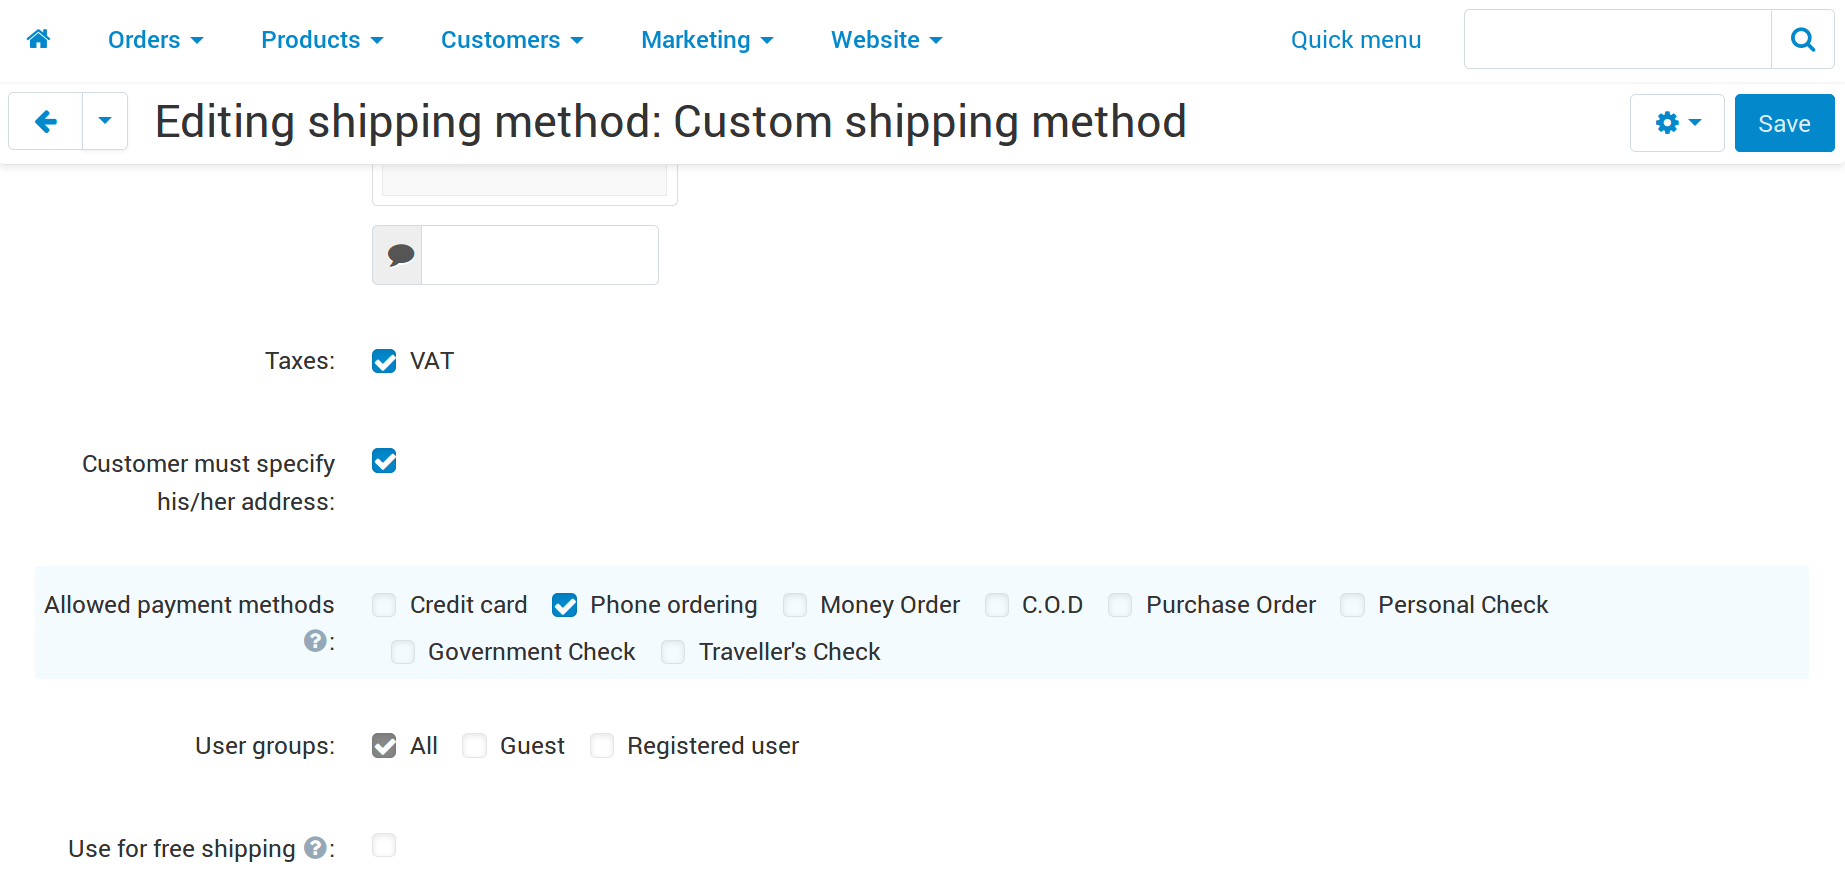 Orders Products Customers Marketing Website Quick menu
Editing shipping method: Custom shipping method Save
Taxes: VAT
Customer must specify
his/her address:
Allowed payment methods Credit card Phone ordering Money Order C.O.D Purchase Order Personal Check
?: Government Check Traveller's Check
User groups: All Guest Registered user
Use for free shipping ?: